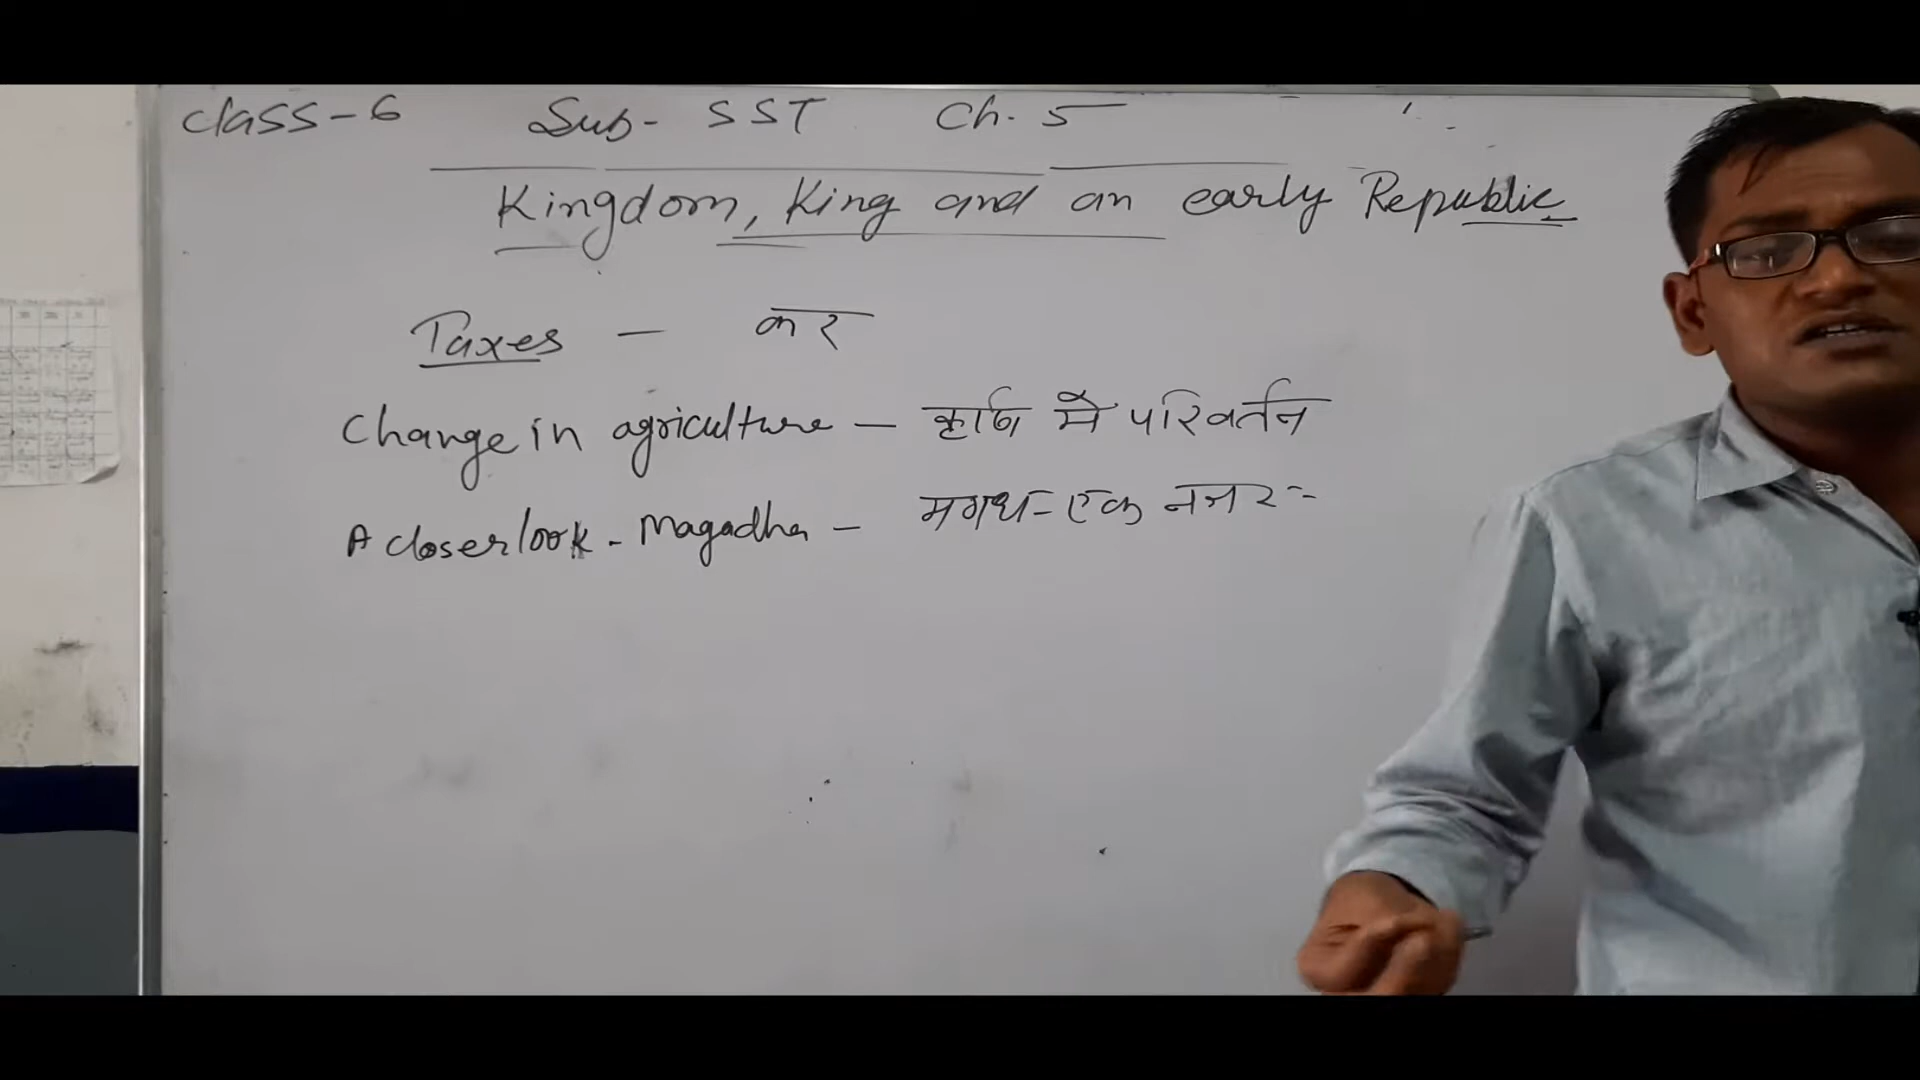 Class-6 Sub- SST Ch. 5
Kingdom, King and an early Republic
Taxes - कर
Change in agriculture - कृषि में परिवर्तन
A closer look - Magadha - मगध - एक नजर :-